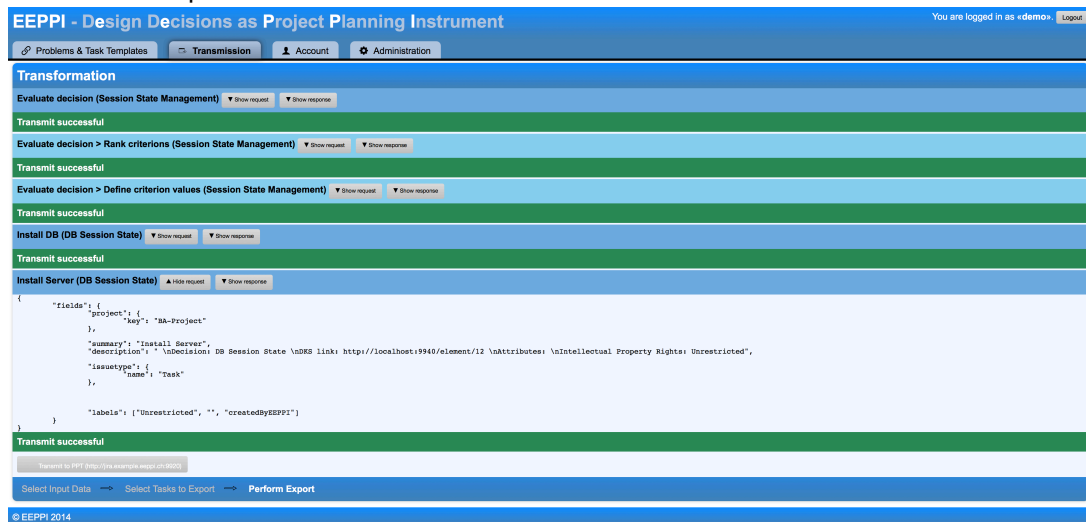 EEPPI - Design Decisions as Project Planning Instrument
You are logged in as «demo». Logout
Problems & Task Templates Transmission Account Administration
Transformation
Evaluate decision (Session State Management) ▼ Show request ▼ Show response
Transmit successful
Evaluate decision > Rank criterions (Session State Management) ▼ Show request ▼ Show response
Transmit successful
Evaluate decision > Define criterion values (Session State Management) ▼ Show request ▼ Show response
Transmit successful
Install DB (DB Session State) ▼ Show request ▼ Show response
Transmit successful
Install Server (DB Session State) ▲ Hide request ▼ Show response
{
"fields": {
"project": {
"key": "BA-Project"
},
"summary": "Install Server",
"description": " \nDecision: DB Session State \nDKS link: http://localhost:9940/element/12 \nAttributes: \nIntellectual Property Rights: Unrestricted",
"issuetype": {
"name": "Task"
},
"labels": ["Unrestricted", "", "createdByEEPPI"]
}
}
Transmit successful
Transmit to PPT (http://jira.example.eeppi.ch:9920)
Select Input Data Select Tasks to Export Perform Export
© EEPPI 2014